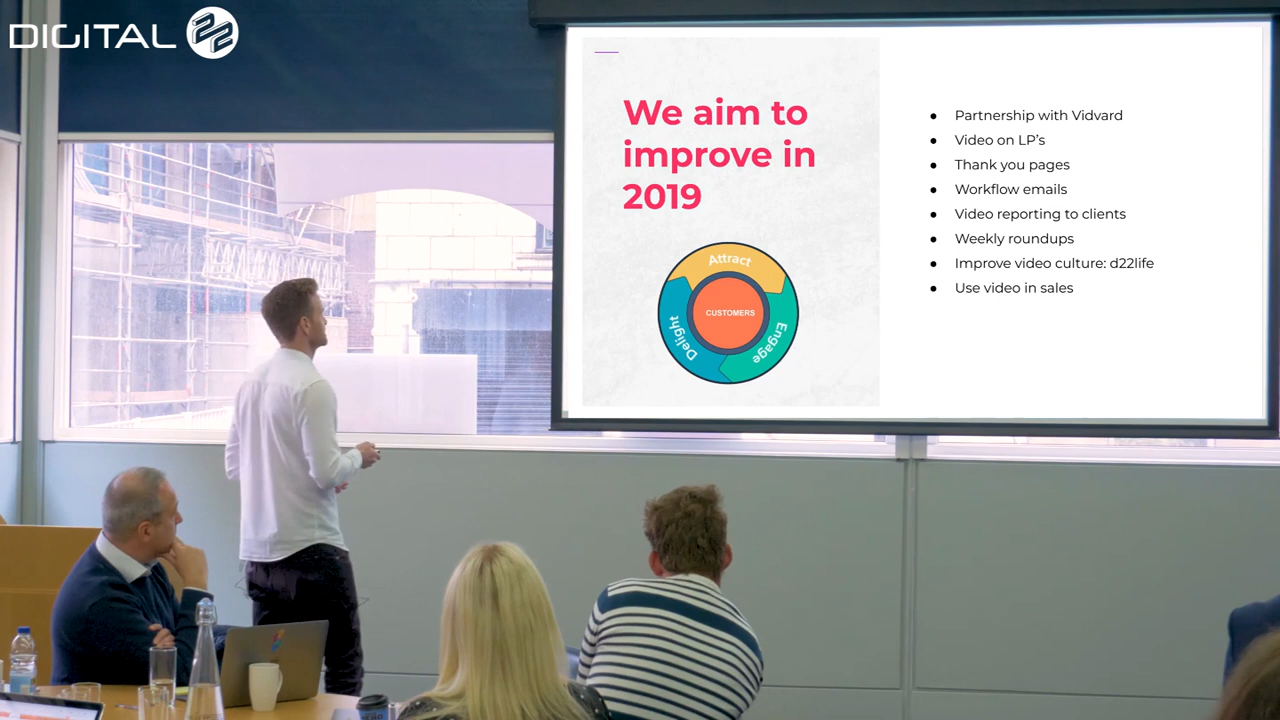 DIGITAL 22
We aim to
improve in
2019
Attract
CUSTOMERS
Engage
Delight
● Partnership with Vidvard
● Video on LP’s
● Thank you pages
● Workflow emails
● Video reporting to clients
● Weekly roundups
● Improve video culture: d22life
● Use video in sales